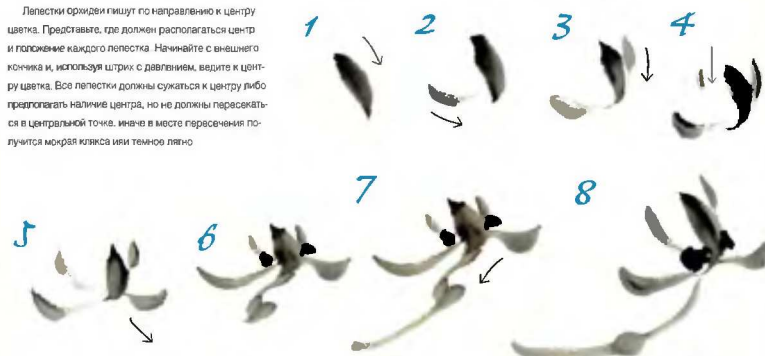 Лепестки орхидеи пишут по направлению к центру
цветка. Представьте, где должен располагаться центр
и положение каждого лепестка. Начинайте с внешнего
кончика и, используя штрих с давлением, ведите к цент-
ру цветка. Все лепестки должны сужаться к центру либо
предполагать наличие центра, но не должны пересекать-
ся в центральной точке, иначе в месте пересечения по-
лучится мокрая клякса или темное пятно
1 2 3 4
5 6 7 8